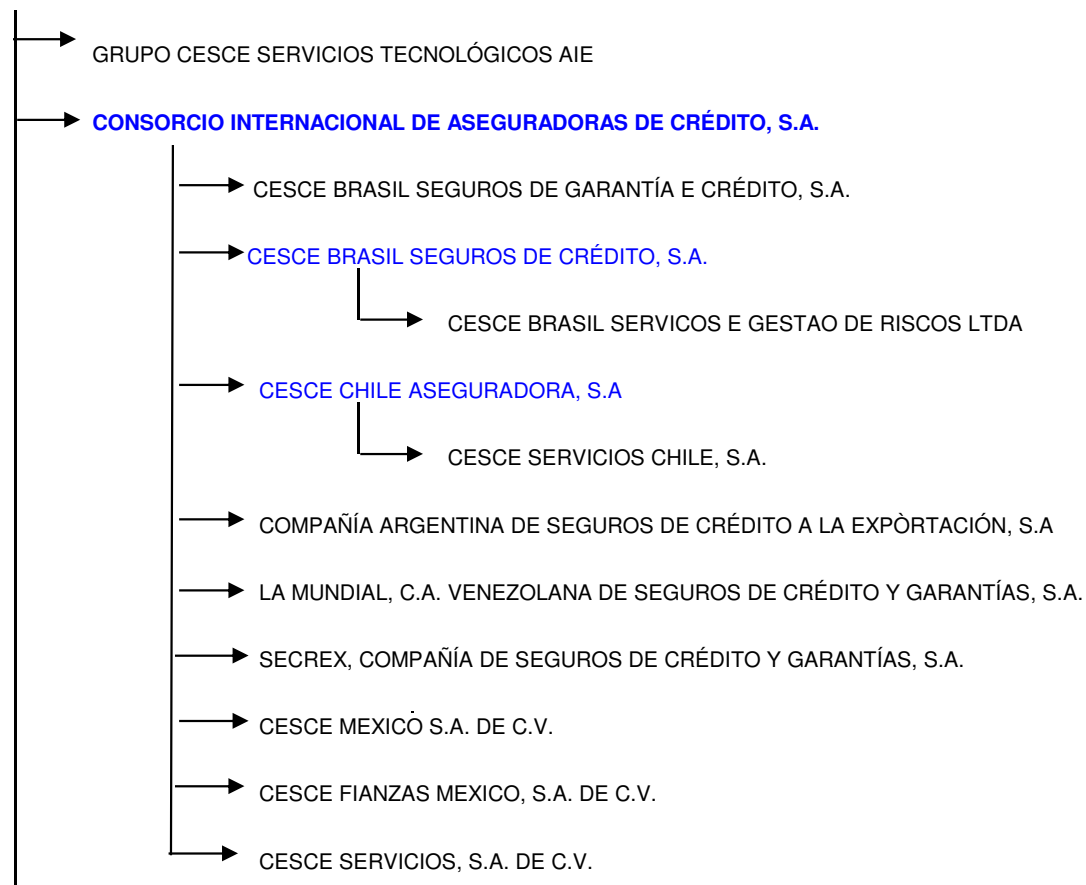 GRUPO CESCE SERVICIOS TECNOLÓGICOS AIE
CONSORCIO INTERNACIONAL DE ASEGURADORAS DE CRÉDITO, S.A.
CESCE BRASIL SEGUROS DE GARANTÍA E CRÉDITO, S.A.
CESCE BRASIL SEGUROS DE CRÉDITO, S.A.
CESCE BRASIL SERVICOS E GESTAO DE RISCOS LTDA
CESCE CHILE ASEGURADORA, S.A
CESCE SERVICIOS CHILE, S.A.
COMPAÑÍA ARGENTINA DE SEGUROS DE CRÉDITO A LA EXPÒRTACIÓN, S.A
LA MUNDIAL, C.A. VENEZOLANA DE SEGUROS DE CRÉDITO Y GARANTÍAS, S.A.
SECREX, COMPAÑÍA DE SEGUROS DE CRÉDITO Y GARANTÍAS, S.A.
CESCE MEXICO S.A. DE C.V.
CESCE FIANZAS MEXICO, S.A. DE C.V.
CESCE SERVICIOS, S.A. DE C.V.